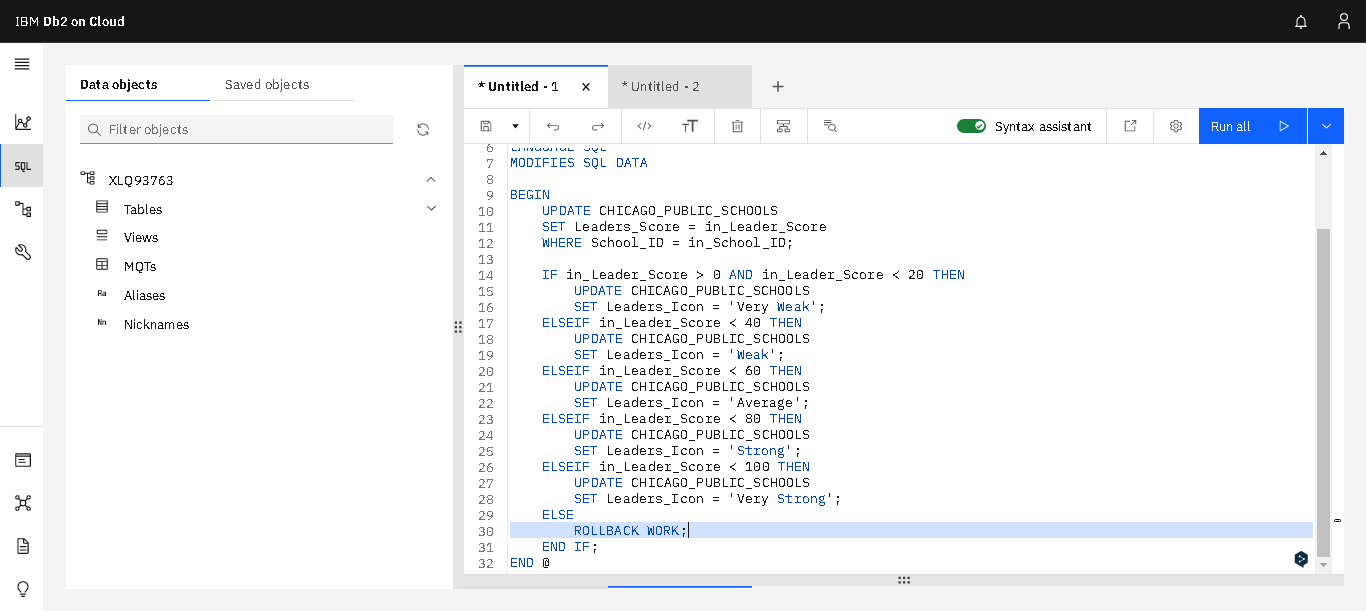 IBM Db2 on Cloud
Data objects
Saved objects
Filter objects
SQL
XLQ93763
Tables
Views
MQTs
Aliases
Nicknames
* Untitled - 1
* Untitled - 2
Syntax assistant
Run all
6 LANGUAGE SQL
7 MODIFIES SQL DATA
8
9 BEGIN
10 UPDATE CHICAGO_PUBLIC_SCHOOLS
11 SET Leaders_Score = in_Leader_Score
12 WHERE School_ID = in_School_ID;
13
14 IF in_Leader_Score > 0 AND in_Leader_Score < 20 THEN
15 UPDATE CHICAGO_PUBLIC_SCHOOLS
16 SET Leaders_Icon = 'Very Weak';
17 ELSEIF in_Leader_Score < 40 THEN
18 UPDATE CHICAGO_PUBLIC_SCHOOLS
19 SET Leaders_Icon = 'Weak';
20 ELSEIF in_Leader_Score < 60 THEN
21 UPDATE CHICAGO_PUBLIC_SCHOOLS
22 SET Leaders_Icon = 'Average';
23 ELSEIF in_Leader_Score < 80 THEN
24 UPDATE CHICAGO_PUBLIC_SCHOOLS
25 SET Leaders_Icon = 'Strong';
26 ELSEIF in_Leader_Score < 100 THEN
27 UPDATE CHICAGO_PUBLIC_SCHOOLS
28 SET Leaders_Icon = 'Very Strong';
29 ELSE
30 ROLLBACK WORK;
31 END IF;
32 END @